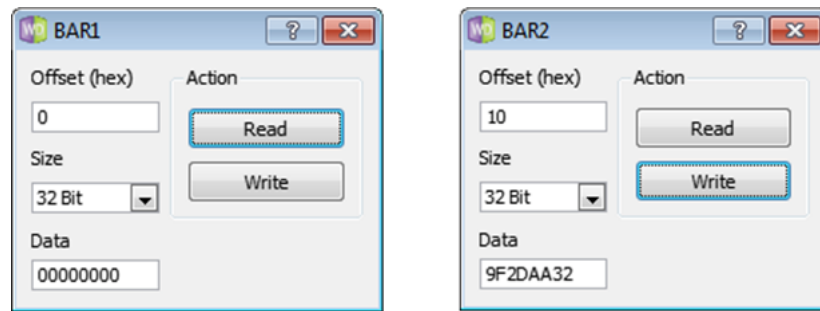 BAR1
Offset (hex)
Action
0
Read
Size
Write
32 Bit
Data
00000000
BAR2
Offset (hex)
Action
10
Read
Size
Write
32 Bit
Data
9F2DAA32